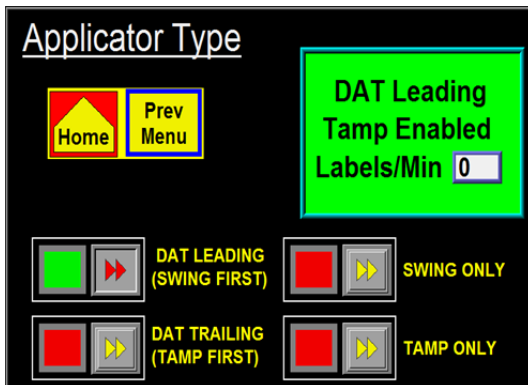 Applicator Type
Home
Prev
Menu
DAT Leading
Tamp Enabled
Labels/Min 0
DAT LEADING
(SWING FIRST)
SWING ONLY
DAT TRAILING
(TAMP FIRST)
TAMP ONLY